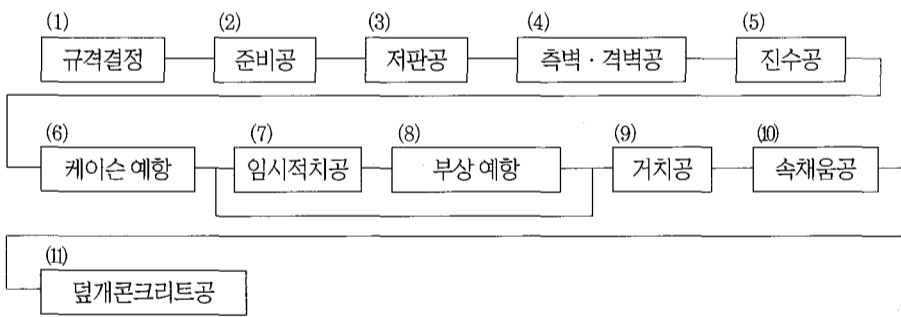 (1) (2) (3) (4) (5)
규격결정 준비공 저판공 측벽·격벽공 진수공
(6) (7) (8) (9) (10)
케이슨 예항 임시적치공 부상 예항 거치공 속채움공
(11)
덮개콘크리트공